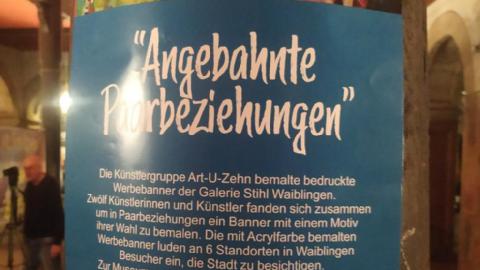 "Angebahnte
Paarbeziehungen"
Die Künstlergruppe Art-U-Zehn bemalte bedruckte
Werbebanner der Galerie Stihl Waiblingen.
Zwölf Künstlerinnen und Künstler fanden sich zusammen
um in Paarbeziehungen ein Banner mit einem Motiv
ihrer Wahl zu bemalen. Die mit Acrylfarbe bemalten
Werbebanner luden an 6 Standorten in Waiblingen
Besucher ein, die Stadt zu besichtigen.
Zur